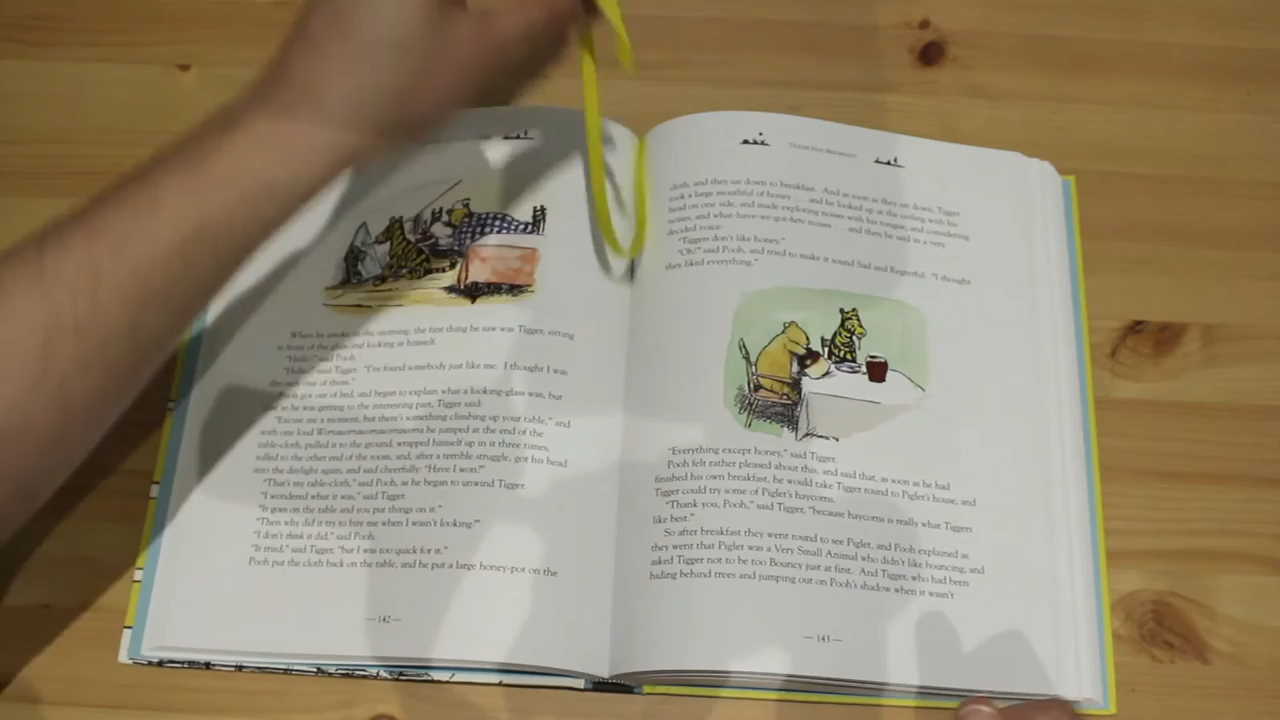 When he awoke in the morning, the first thing he saw was Tigger, sitting
in front of the glass and looking at himself.
"Hallo!" said Pooh.
"Hallo!" said Tigger. "I've found somebody just like me. I thought I was
the only one of them."
Pooh got out of bed, and began to explain what a looking-glass was, but
just as he was getting to the interesting part, Tigger said:
"Excuse me a moment, but there's something climbing up your table," and
with one loud Worraworraworraworraworra he jumped at the end of the
table-cloth, pulled it to the ground, wrapped himself up in it three times,
rolled to the other end of the room, and, after a terrible struggle, got his head
into the daylight again, and said cheerfully: "Have I won?"
"That's my table-cloth," said Pooh, as he began to unwind Tigger.
"I wondered what it was," said Tigger.
"It goes on the table and you put things on it."
"Then why did it try to bite me when I wasn't looking?"
"I don't think it did," said Pooh.
"It tried," said Tigger, "but I was too quick for it."
Pooh put the cloth back on the table, and he put a large honey-pot on the
— 142 —
Tigger Has Breakfast
cloth, and they sat down to breakfast. And as soon as they sat down, Tigger
took a large mouthful of honey . . . and he looked up at the ceiling with his
head on one side, and made exploring noises with his tongue, and considering
noises, and what-have-we-got-here noises . . . and then he said in a very
decided voice:
"Tiggers don't like honey."
"Oh!" said Pooh, and tried to make it sound Sad and Regretful. "I thought
they liked everything."
"Everything except honey," said Tigger.
Pooh felt rather pleased about this, and said that, as soon as he had
finished his own breakfast, he would take Tigger round to Piglet's house, and
Tigger could try some of Piglet's haycorns.
"Thank you, Pooh," said Tigger, "because haycorns is really what Tiggers
like best."
So after breakfast they went round to see Piglet, and Pooh explained as
they went that Piglet was a Very Small Animal who didn't like bouncing, and
asked Tigger not to be too Bouncy just at first. And Tigger, who had been
hiding behind trees and jumping out on Pooh's shadow when it wasn't
— 143 —